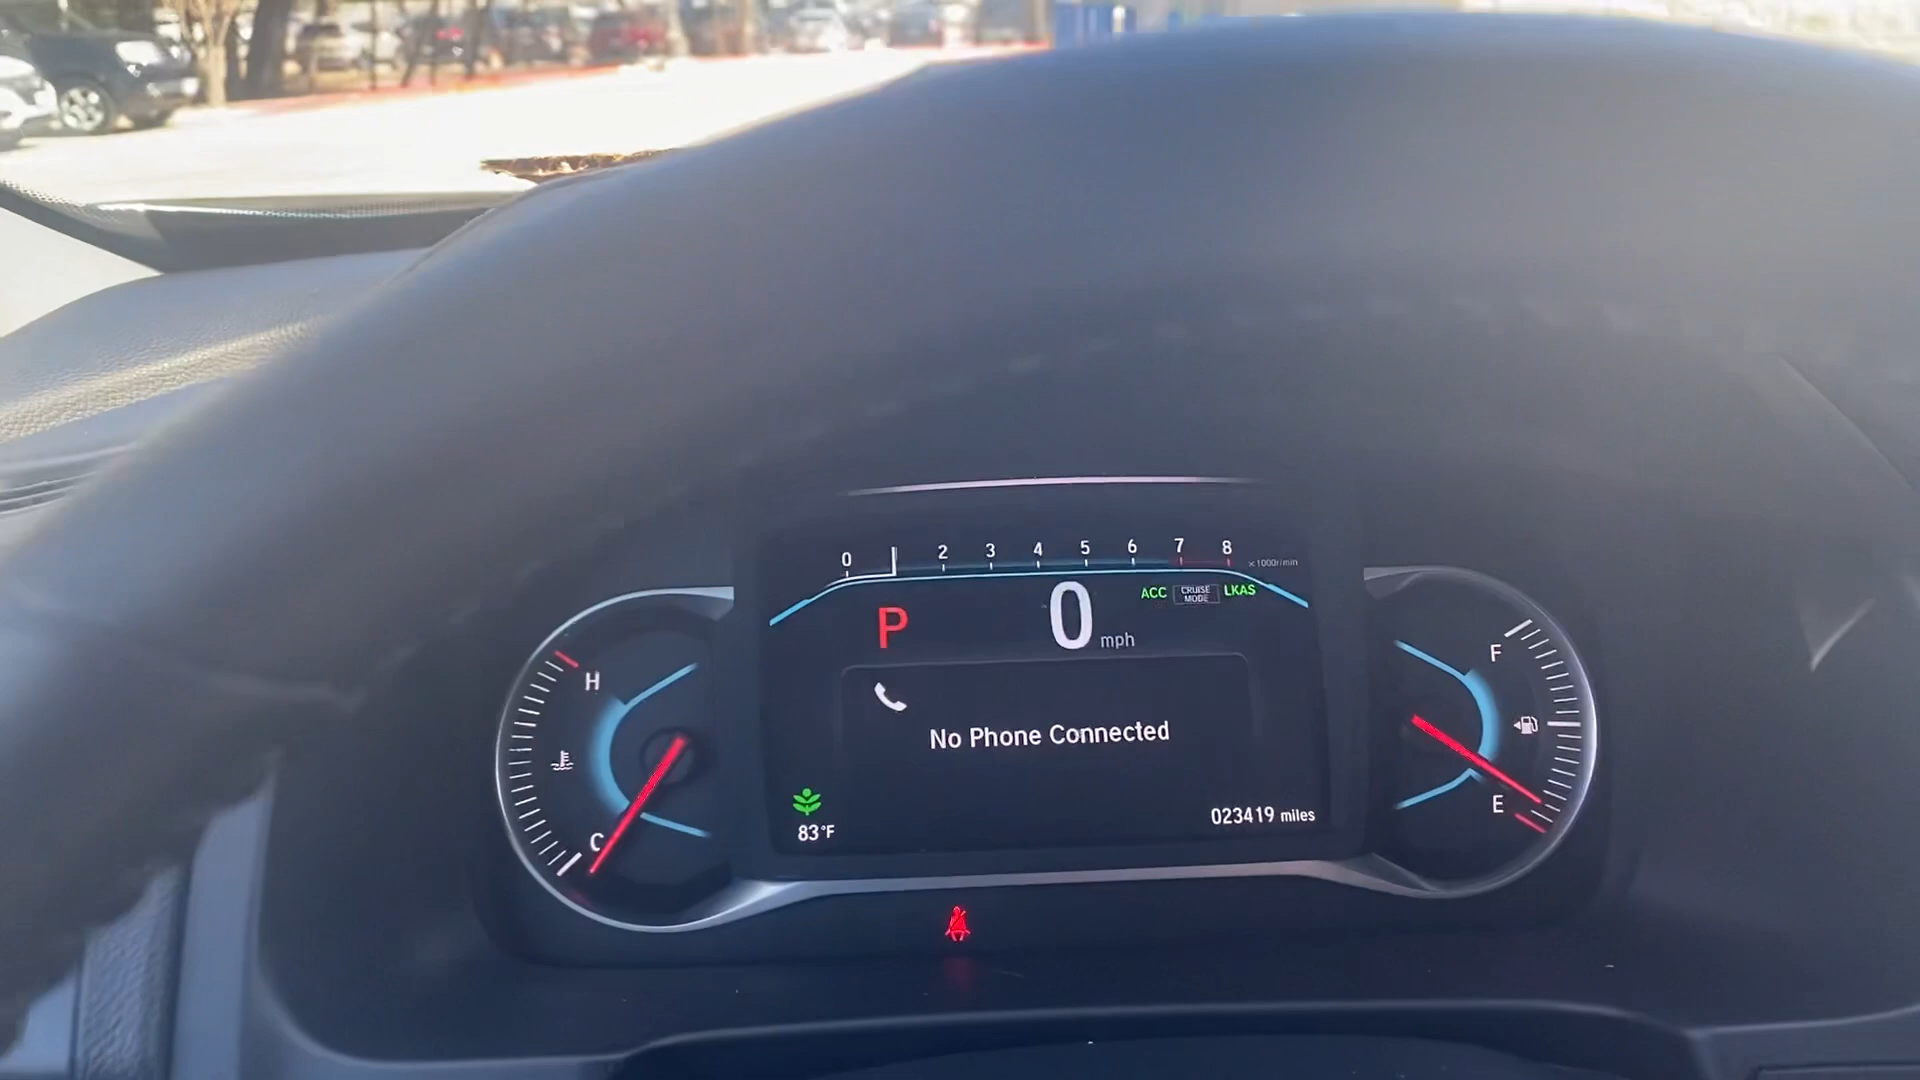 0 2 3 4 5 6 7 8 ×1000r/min
P 0 mph ACC CRUISE MODE LKAS
H
C
No Phone Connected
83°F
023419 miles
F
E